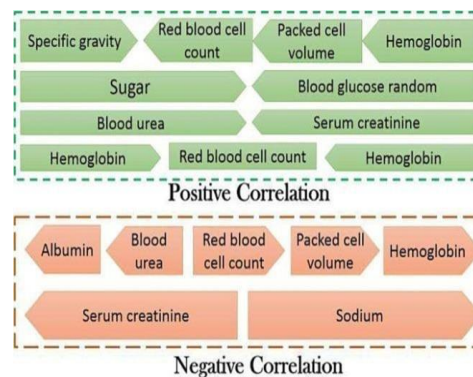 Specific gravity
Red blood cell
count
Packed cell
volume
Hemoglobin
Sugar
Blood glucose random
Blood urea
Serum creatinine
Hemoglobin
Red blood cell count
Hemoglobin
Positive Correlation
Albumin
Blood
urea
Red blood
cell count
Packed cell
volume
Hemoglobin
Serum creatinine
Sodium
Negative Correlation